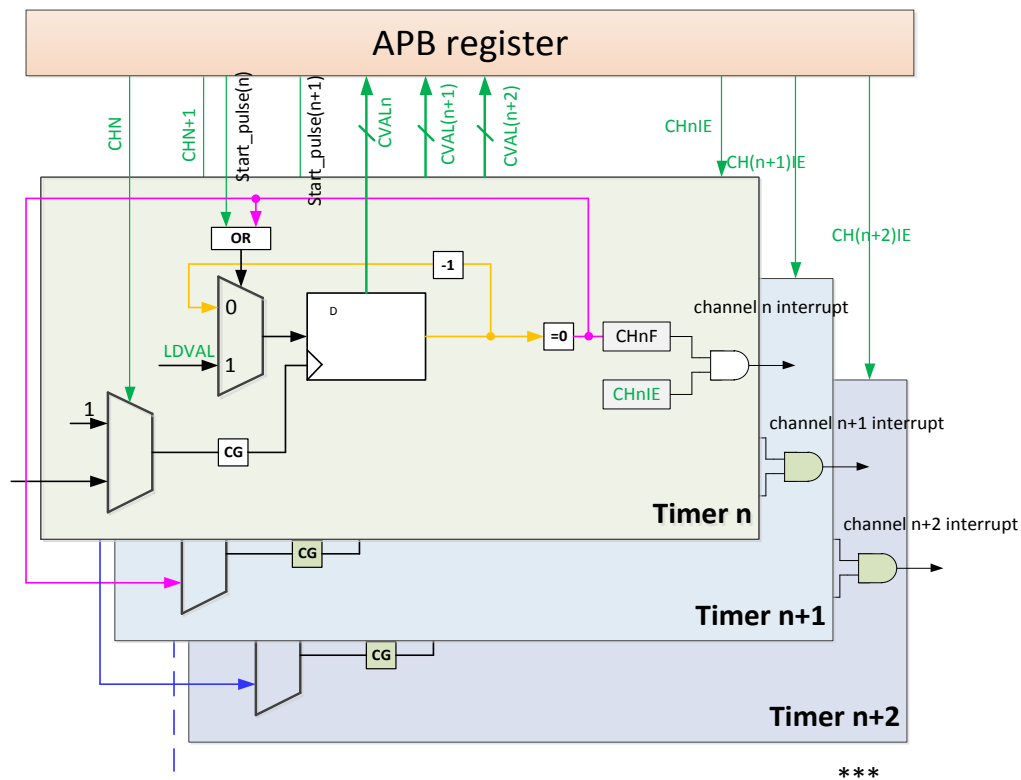 APB register
CHN
CHN+1
Start_pulse(n)
Start_pulse(n+1)
CVALn
CVAL(n+1)
CVAL(n+2)
CHnIE
CH(n+1)IE
CH(n+2)IE
OR
-1
0
D
channel n interrupt
=0
CHnF
LDVAL
1
CHnIE
1
channel n+1 interrupt
CG
Timer n
channel n+2 interrupt
CG
Timer n+1
CG
Timer n+2
***